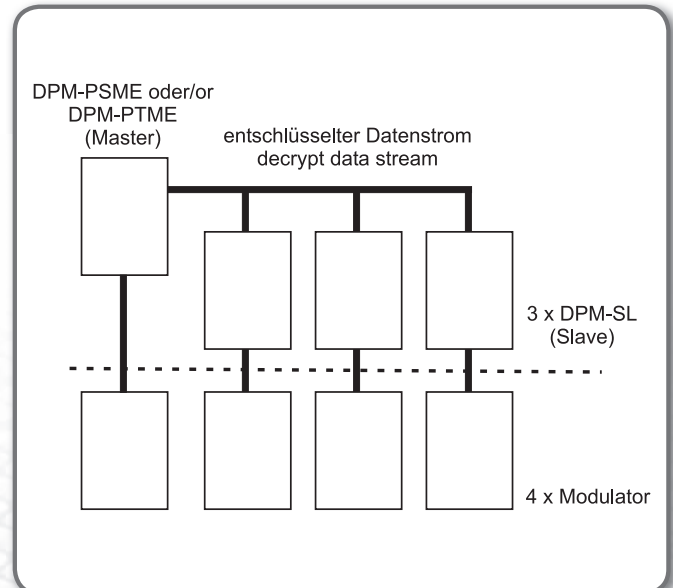 DPM-PSME oder/or
DPM-PTME
(Master)
entschlüsselter Datenstrom
decrypt data stream
3 x DPM-SL
(Slave)
4 x Modulator